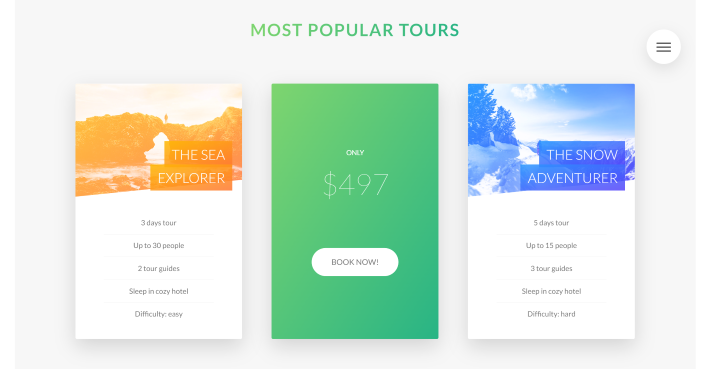 MOST POPULAR TOURS
THE SEA
EXPLORER
3 days tour
Up to 30 people
2 tour guides
Sleep in cozy hotel
Difficulty: easy
ONLY
$497
BOOK NOW!
THE SNOW
ADVENTURER
5 days tour
Up to 15 people
3 tour guides
Sleep in cozy hotel
Difficulty: hard